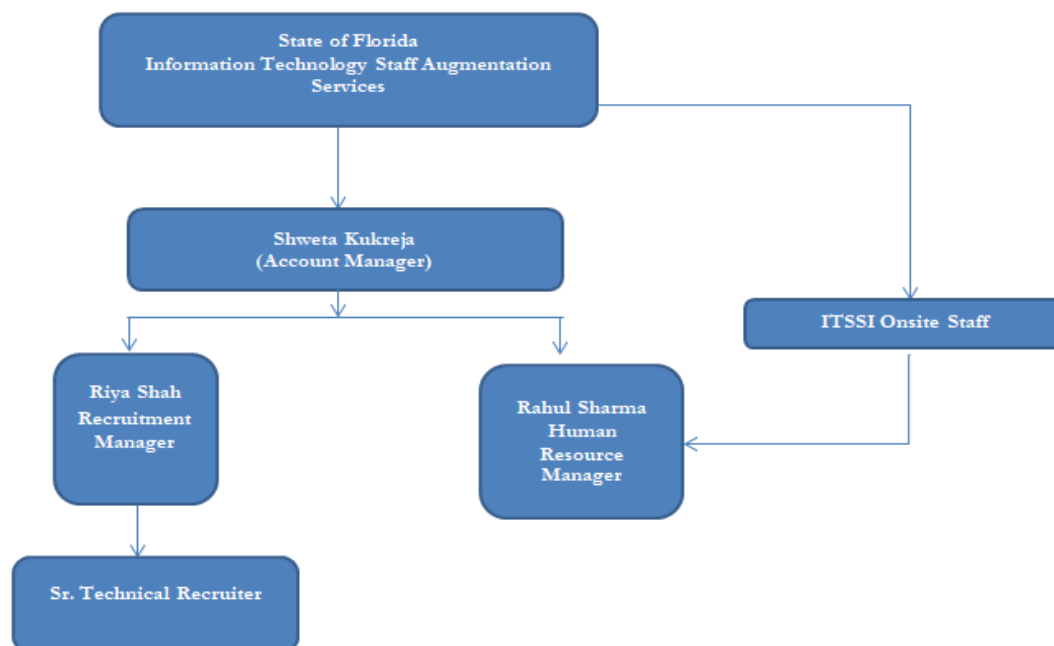 State of Florida
Information Technology Staff Augmentation
Services
Shweta Kukreja
(Account Manager)
ITSSI Onsite Staff
Riya Shah
Recruitment
Manager
Rahul Sharma
Human
Resource
Manager
Sr. Technical Recruiter